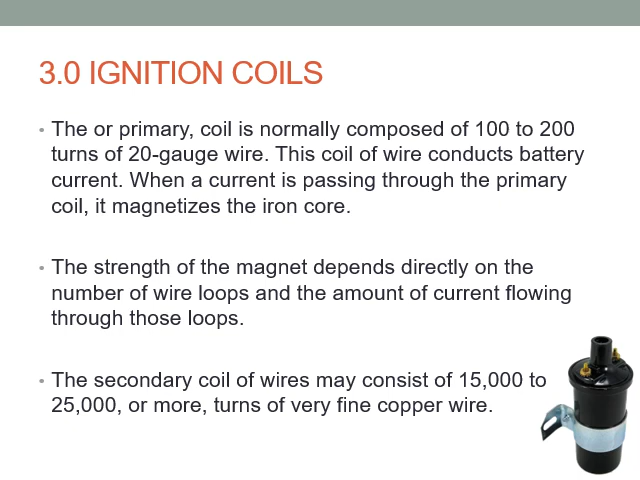 3.0 IGNITION COILS
• The or primary, coil is normally composed of 100 to 200
turns of 20-gauge wire. This coil of wire conducts battery
current. When a current is passing through the primary
coil, it magnetizes the iron core.
• The strength of the magnet depends directly on the
number of wire loops and the amount of current flowing
through those loops.
• The secondary coil of wires may consist of 15,000 to
25,000, or more, turns of very fine copper wire.